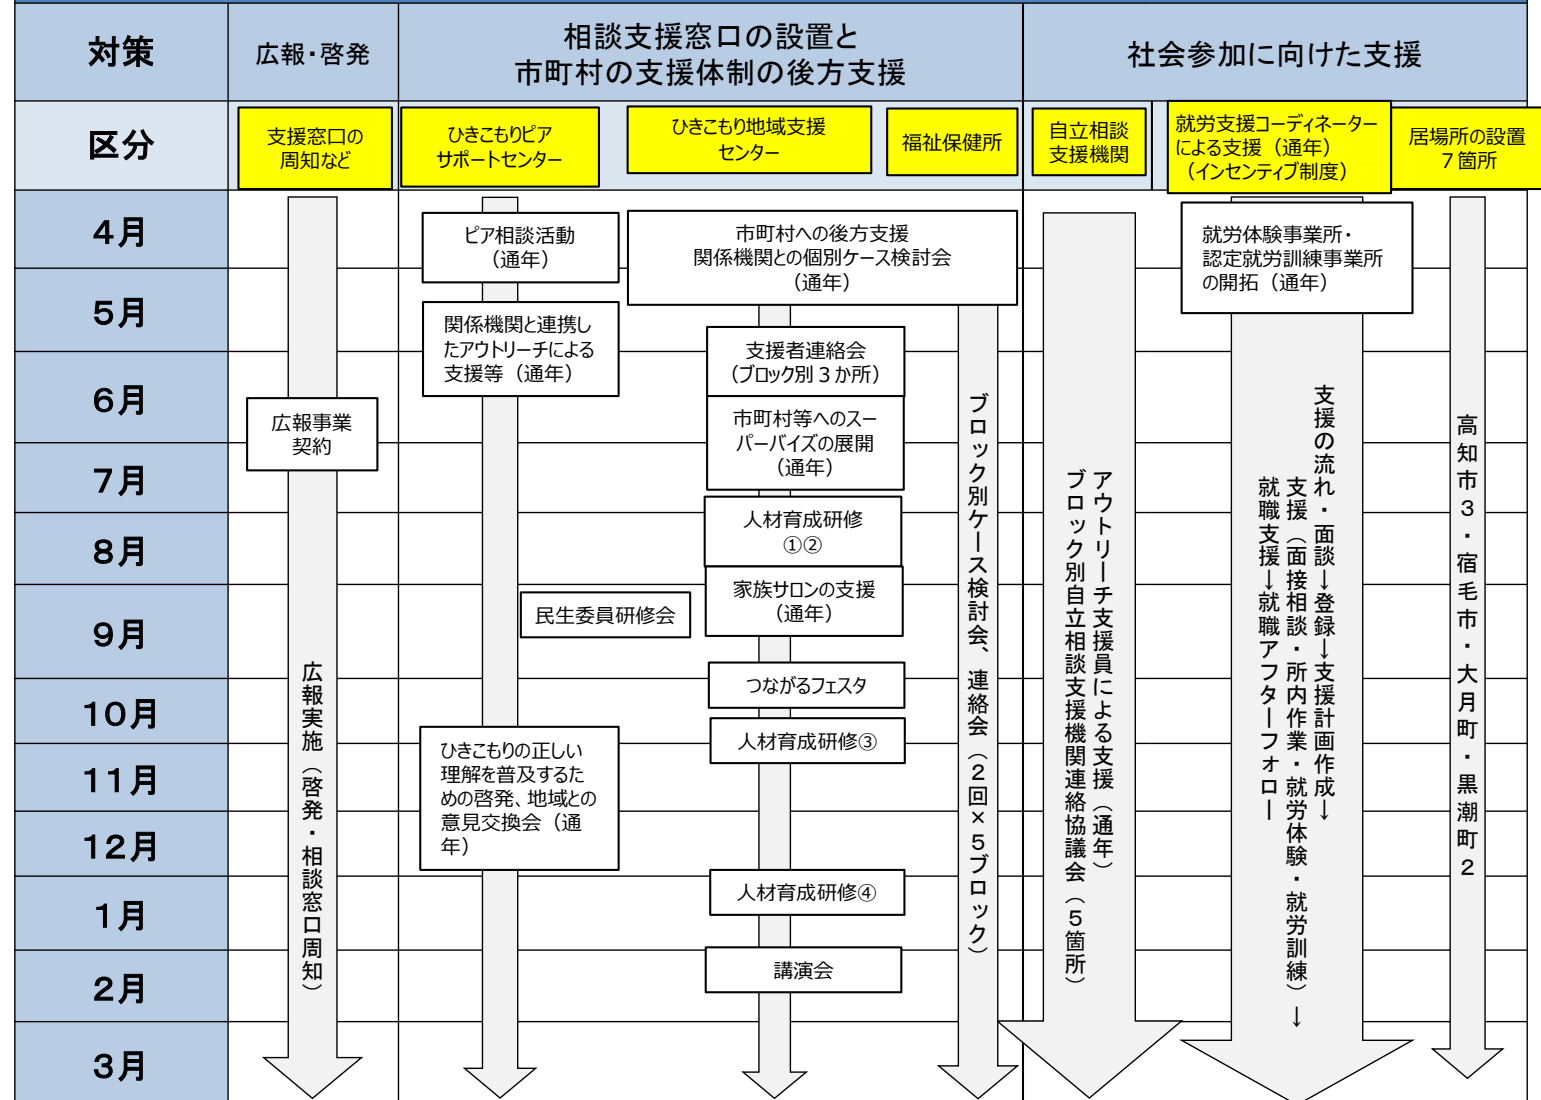 対策
広報・啓発
相談支援窓口の設置と
市町村の支援体制の後方支援
社会参加に向けた支援
区分
支援窓口の
周知など
ひきこもりピア
サポートセンター
ひきこもり地域支援
センター
福祉保健所
自立相談
支援機関
就労支援コーディネーター
による支援（通年）
（インセンティブ制度）
居場所の設置
７箇所
4月
5月
6月
7月
8月
9月
10月
11月
12月
1月
2月
3月
広報事業
契約
広報実施（啓発・相談窓口周知）
ピア相談活動
（通年）
関係機関と連携し
たアウトリーチによる
支援等（通年）
民生委員研修会
ひきこもりの正しい
理解を普及するた
めの啓発、地域との
意見交換会（通
年）
市町村への後方支援
関係機関との個別ケース検討会
（通年）
支援者連絡会
（ブロック別３か所）
市町村等へのスー
パーバイズの展開
（通年）
人材育成研修
①②
家族サロンの支援
（通年）
つながるフェスタ
人材育成研修③
人材育成研修④
講演会
ブロック別ケース検討会、連絡会（２回×５ブロック）
アウトリーチ支援員による支援（通年）
ブロック別自立相談支援機関連絡協議会（５箇所）
就労体験事業所・
認定就労訓練事業所
の開拓（通年）
支援の流れ・面談→登録→支援計画作成→
支援（面接相談・所内作業・就労体験・就労訓練）→
就職支援→就職アフターフォロー
高知市３・宿毛市・大月町・黒潮町２